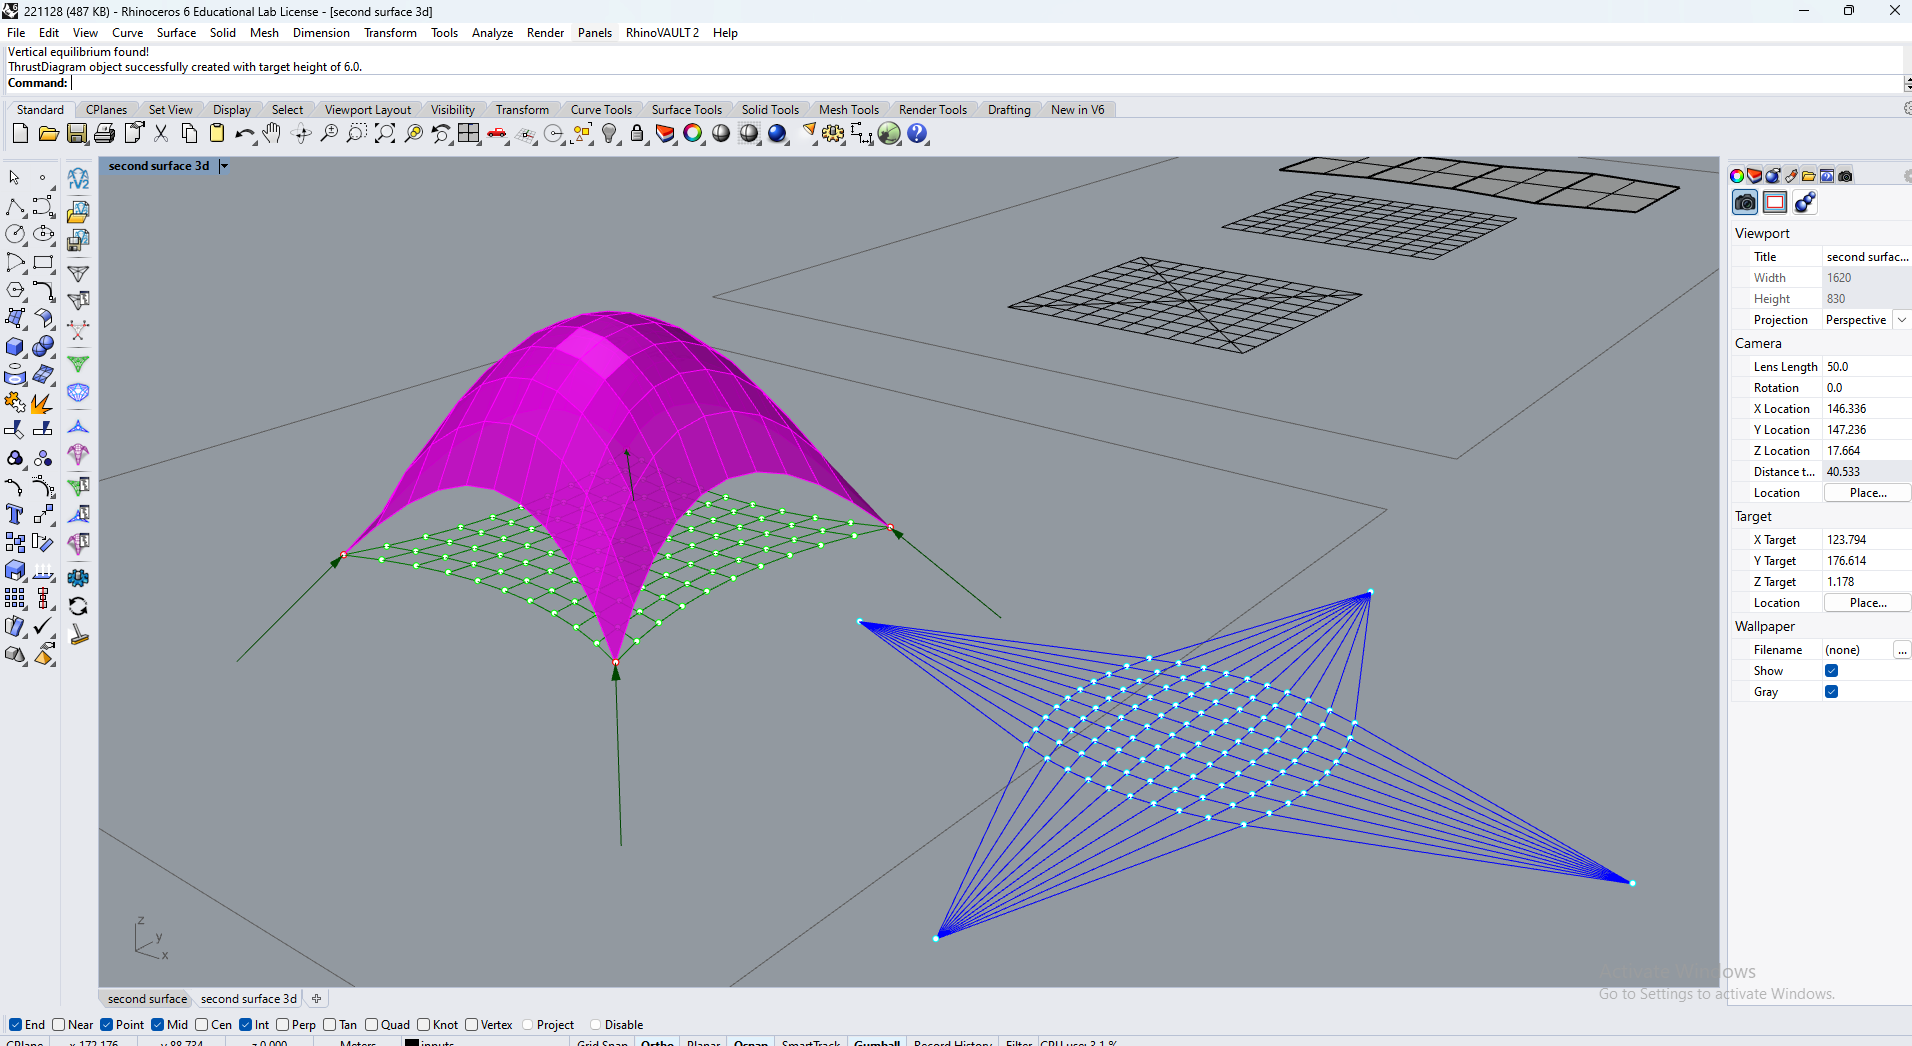 221128 (487 KB) - Rhinoceros 6 Educational Lab License - [second surface 3d]
File Edit View Curve Surface Solid Mesh Dimension Transform Tools Analyze Render Panels RhinoVAULT 2 Help
Vertical equilibrium found!
ThrustDiagram object successfully created with target height of 6.0.
Command:
Standard CPlanes Set View Display Select Viewport Layout Visibility Transform Curve Tools Surface Tools Solid Tools Mesh Tools Render Tools Drafting New in V6
second surface 3d
rV2
Viewport
Title second surfac...
Width 1620
Height 830
Projection Perspective
Camera
Lens Length 50.0
Rotation 0.0
X Location 146.336
Y Location 147.236
Z Location 17.664
Distance t... 40.533
Location Place...
Target
X Target 123.794
Y Target 176.614
Z Target 1.178
Location Place...
Wallpaper
Filename (none) ...
Show
Gray
z
y
x
Activate Windows
Go to Settings to activate Windows.
second surface second surface 3d
End Near Point Mid Cen Int Perp Tan Quad Knot Vertex Project Disable
CPlane x 172.176 y 88.734 z 0.000 Meters inputs Grid Snap Ortho Planar Osnap SmartTrack Gumball Record History Filter CPU use: 3.1 %